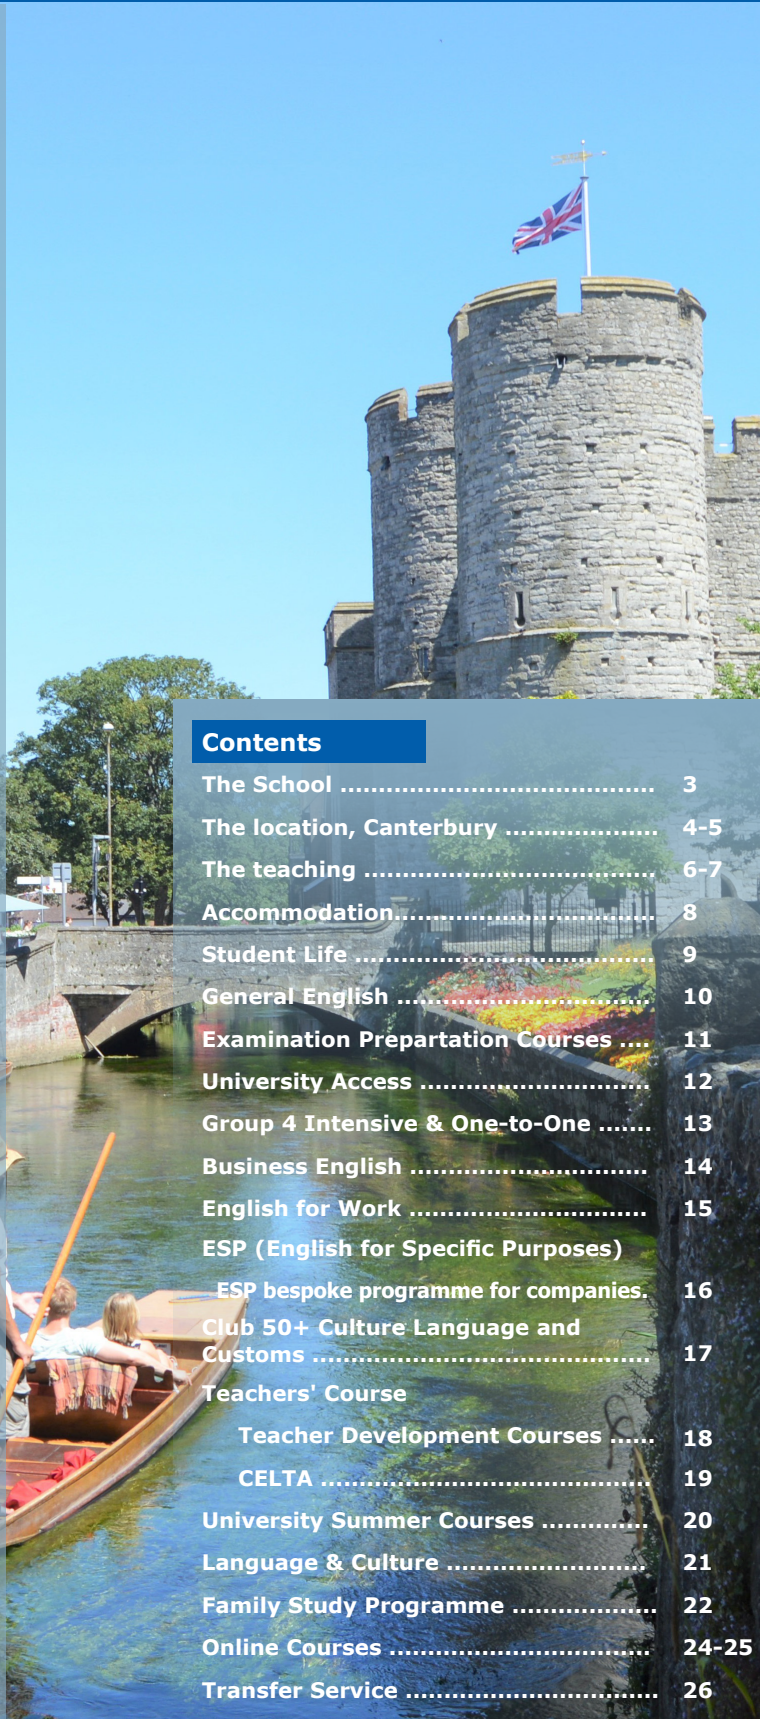 Contents
The School ......................................... 3
The location, Canterbury .................... 4-5
The teaching ...................................... 6-7
Accommodation.................................. 8
Student Life ....................................... 9
General English ................................. 10
Examination Prepartation Courses .... 11
University Access .............................. 12
Group 4 Intensive & One-to-One ....... 13
Business English ............................... 14
English for Work ............................... 15
ESP (English for Specific Purposes)
ESP bespoke programme for companies. 16
Club 50+ Culture Language and
Customs ............................................ 17
Teachers' Course
Teacher Development Courses ...... 18
CELTA ........................................... 19
University Summer Courses .............. 20
Language & Culture .......................... 21
Family Study Programme ................... 22
Online Courses .................................. 24-25
Transfer Service ................................. 26